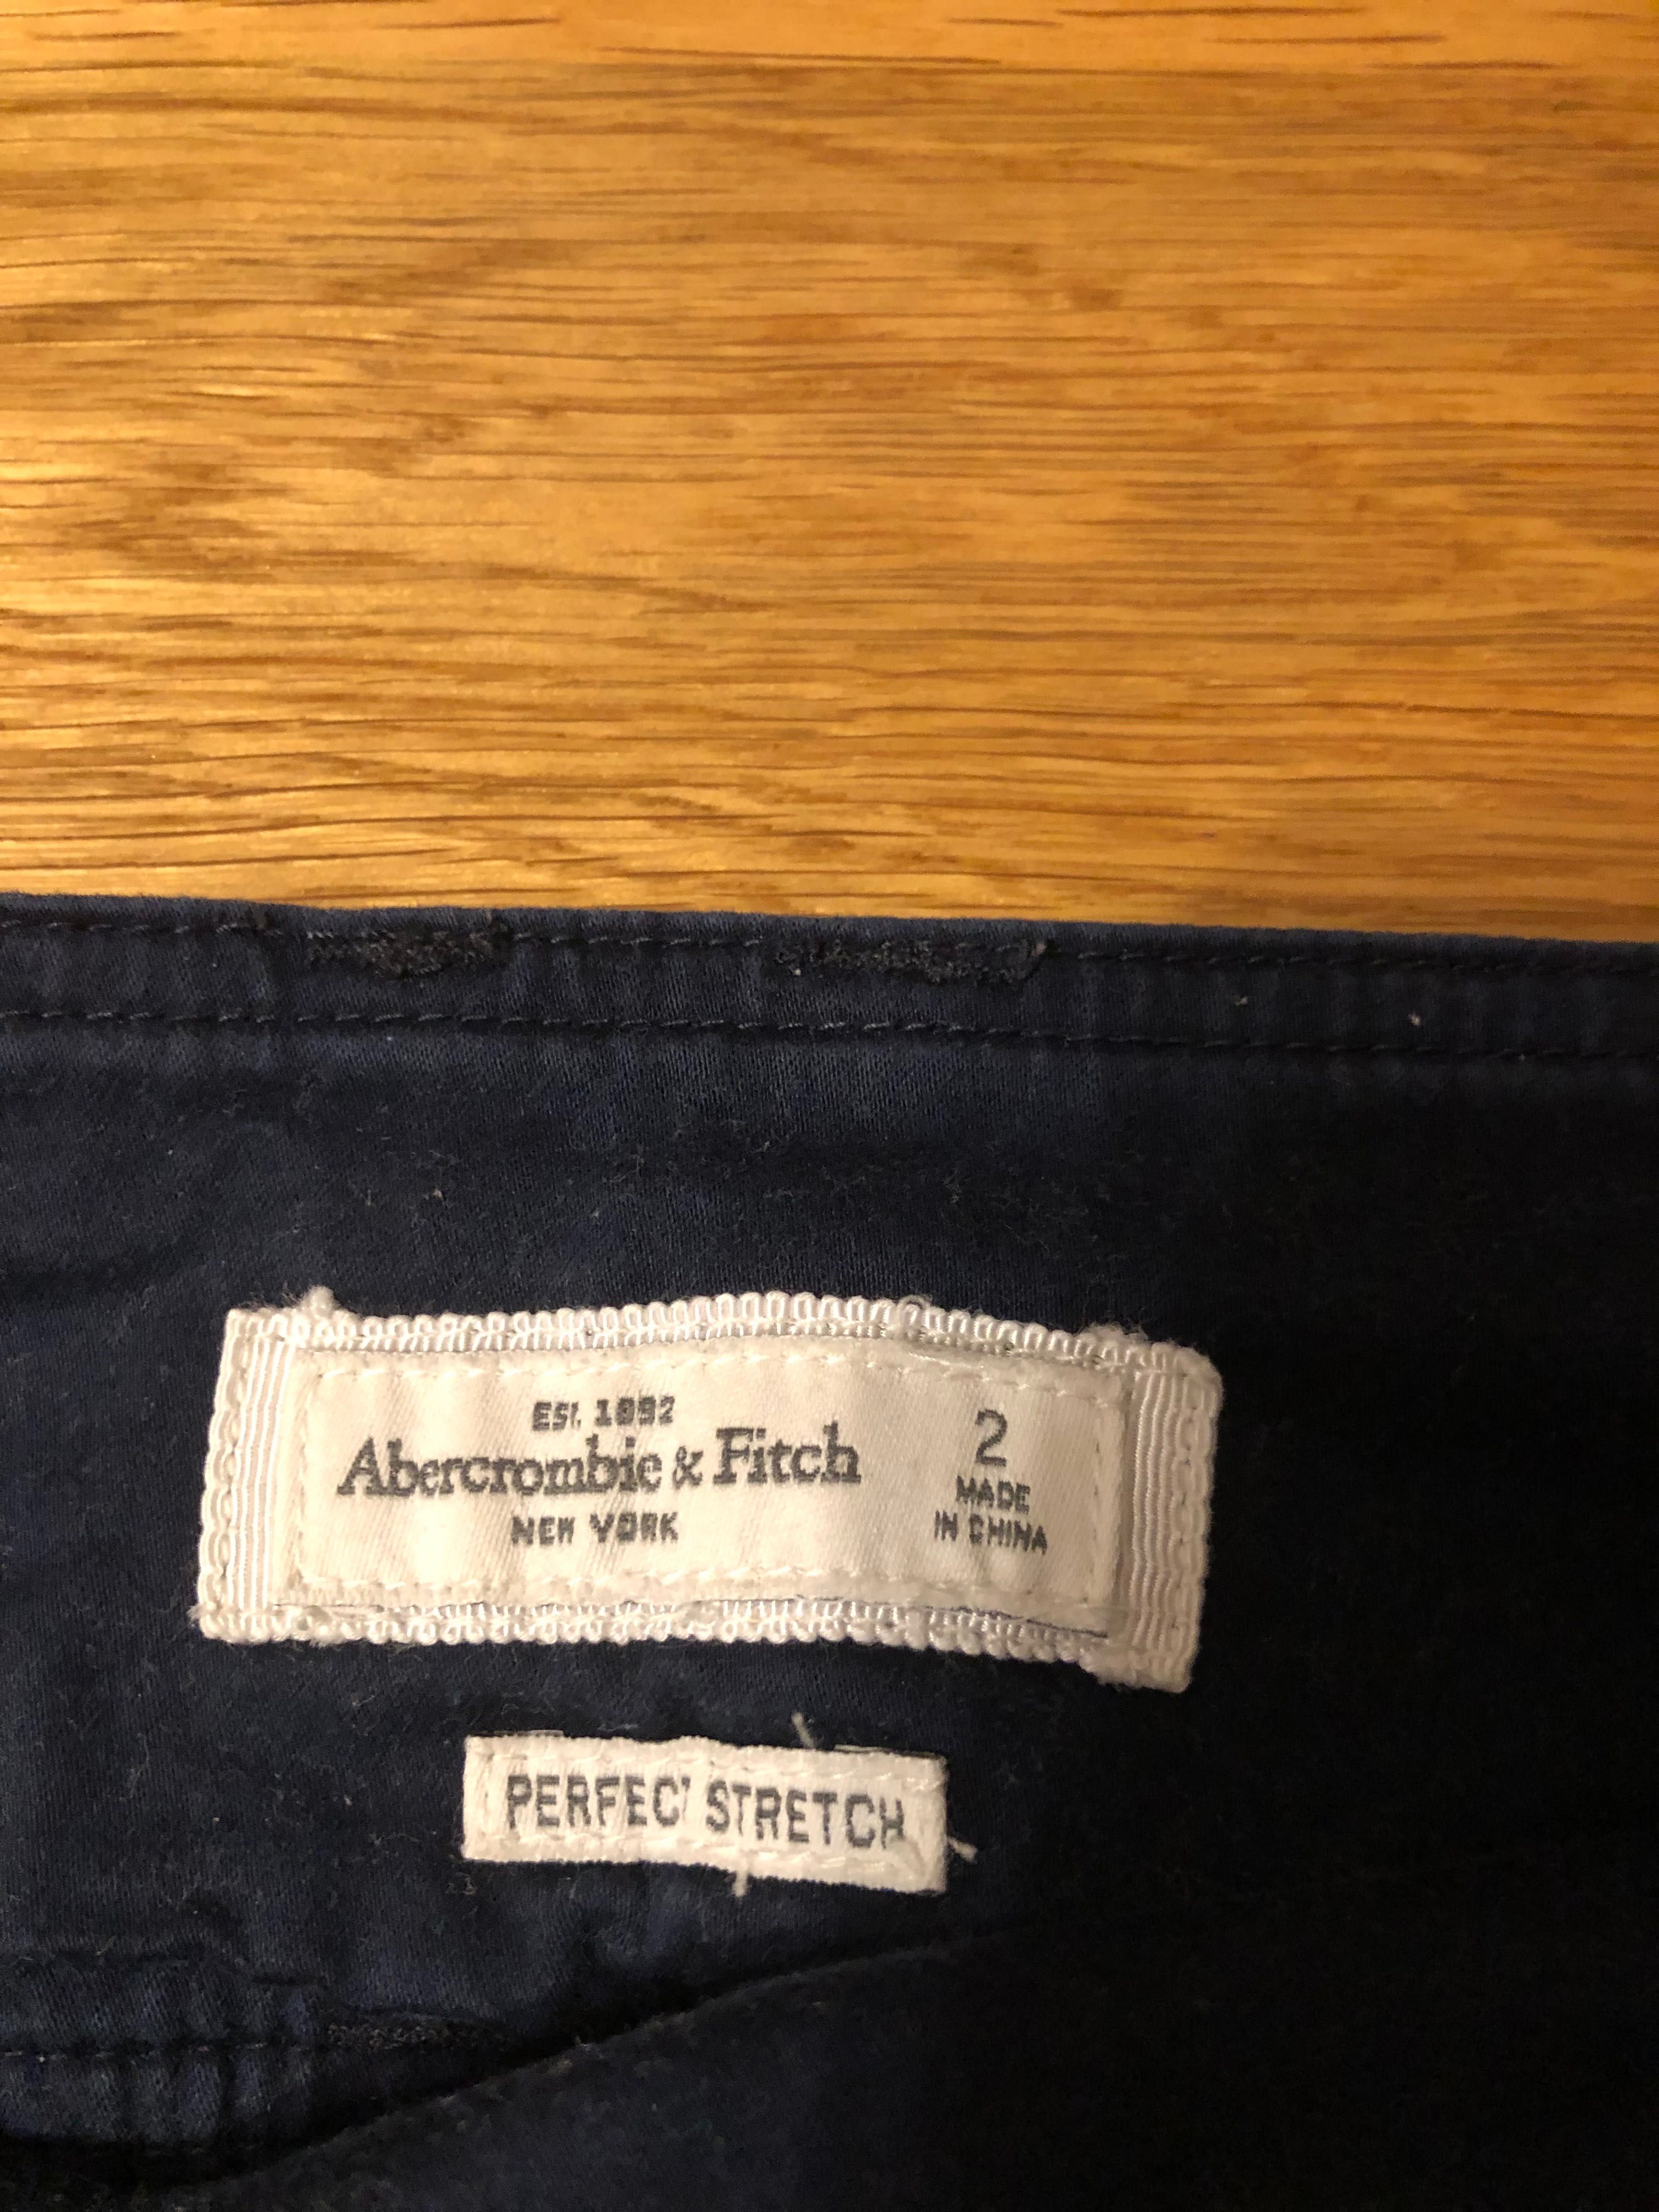 EST. 1892
Abercrombie & Fitch
NEW YORK
2
MADE
IN CHINA
PERFECT STRETCH